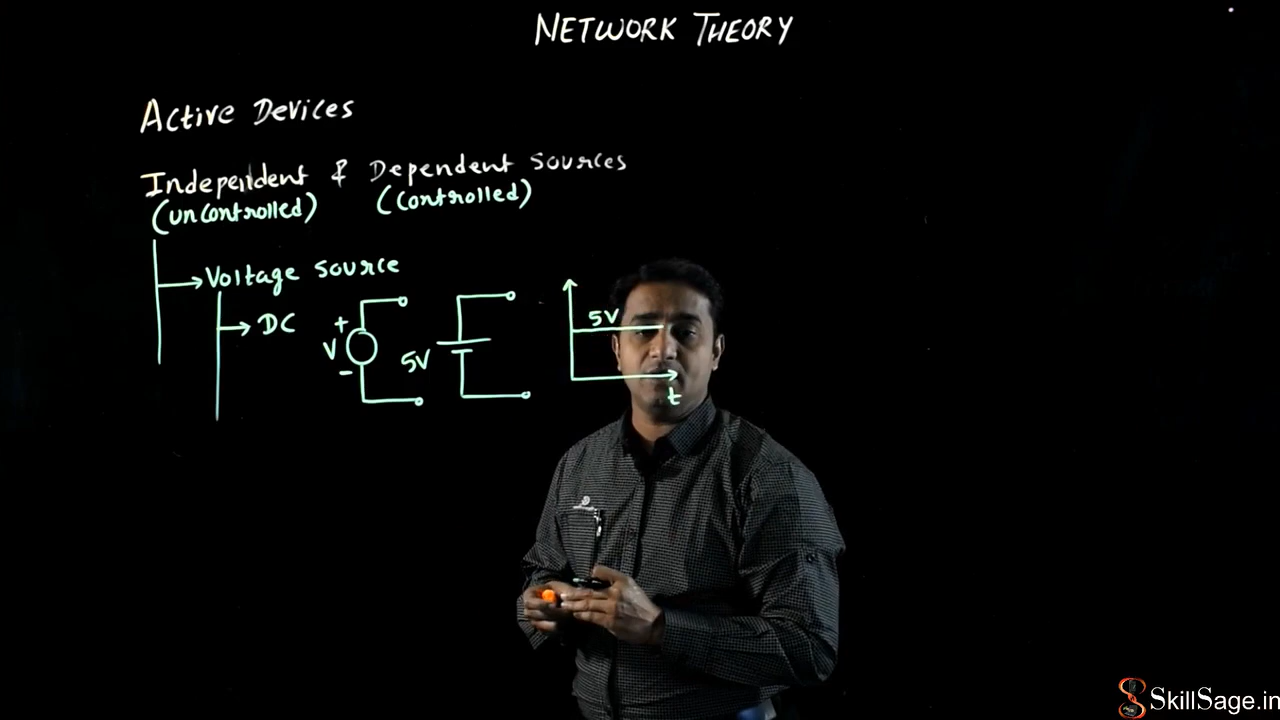 NETWORK THEORY
Active Devices
Independent & Dependent Sources
(uncontrolled) (controlled)
Voltage source
DC
+
V
-
5V
5V
t
SkillSage.in